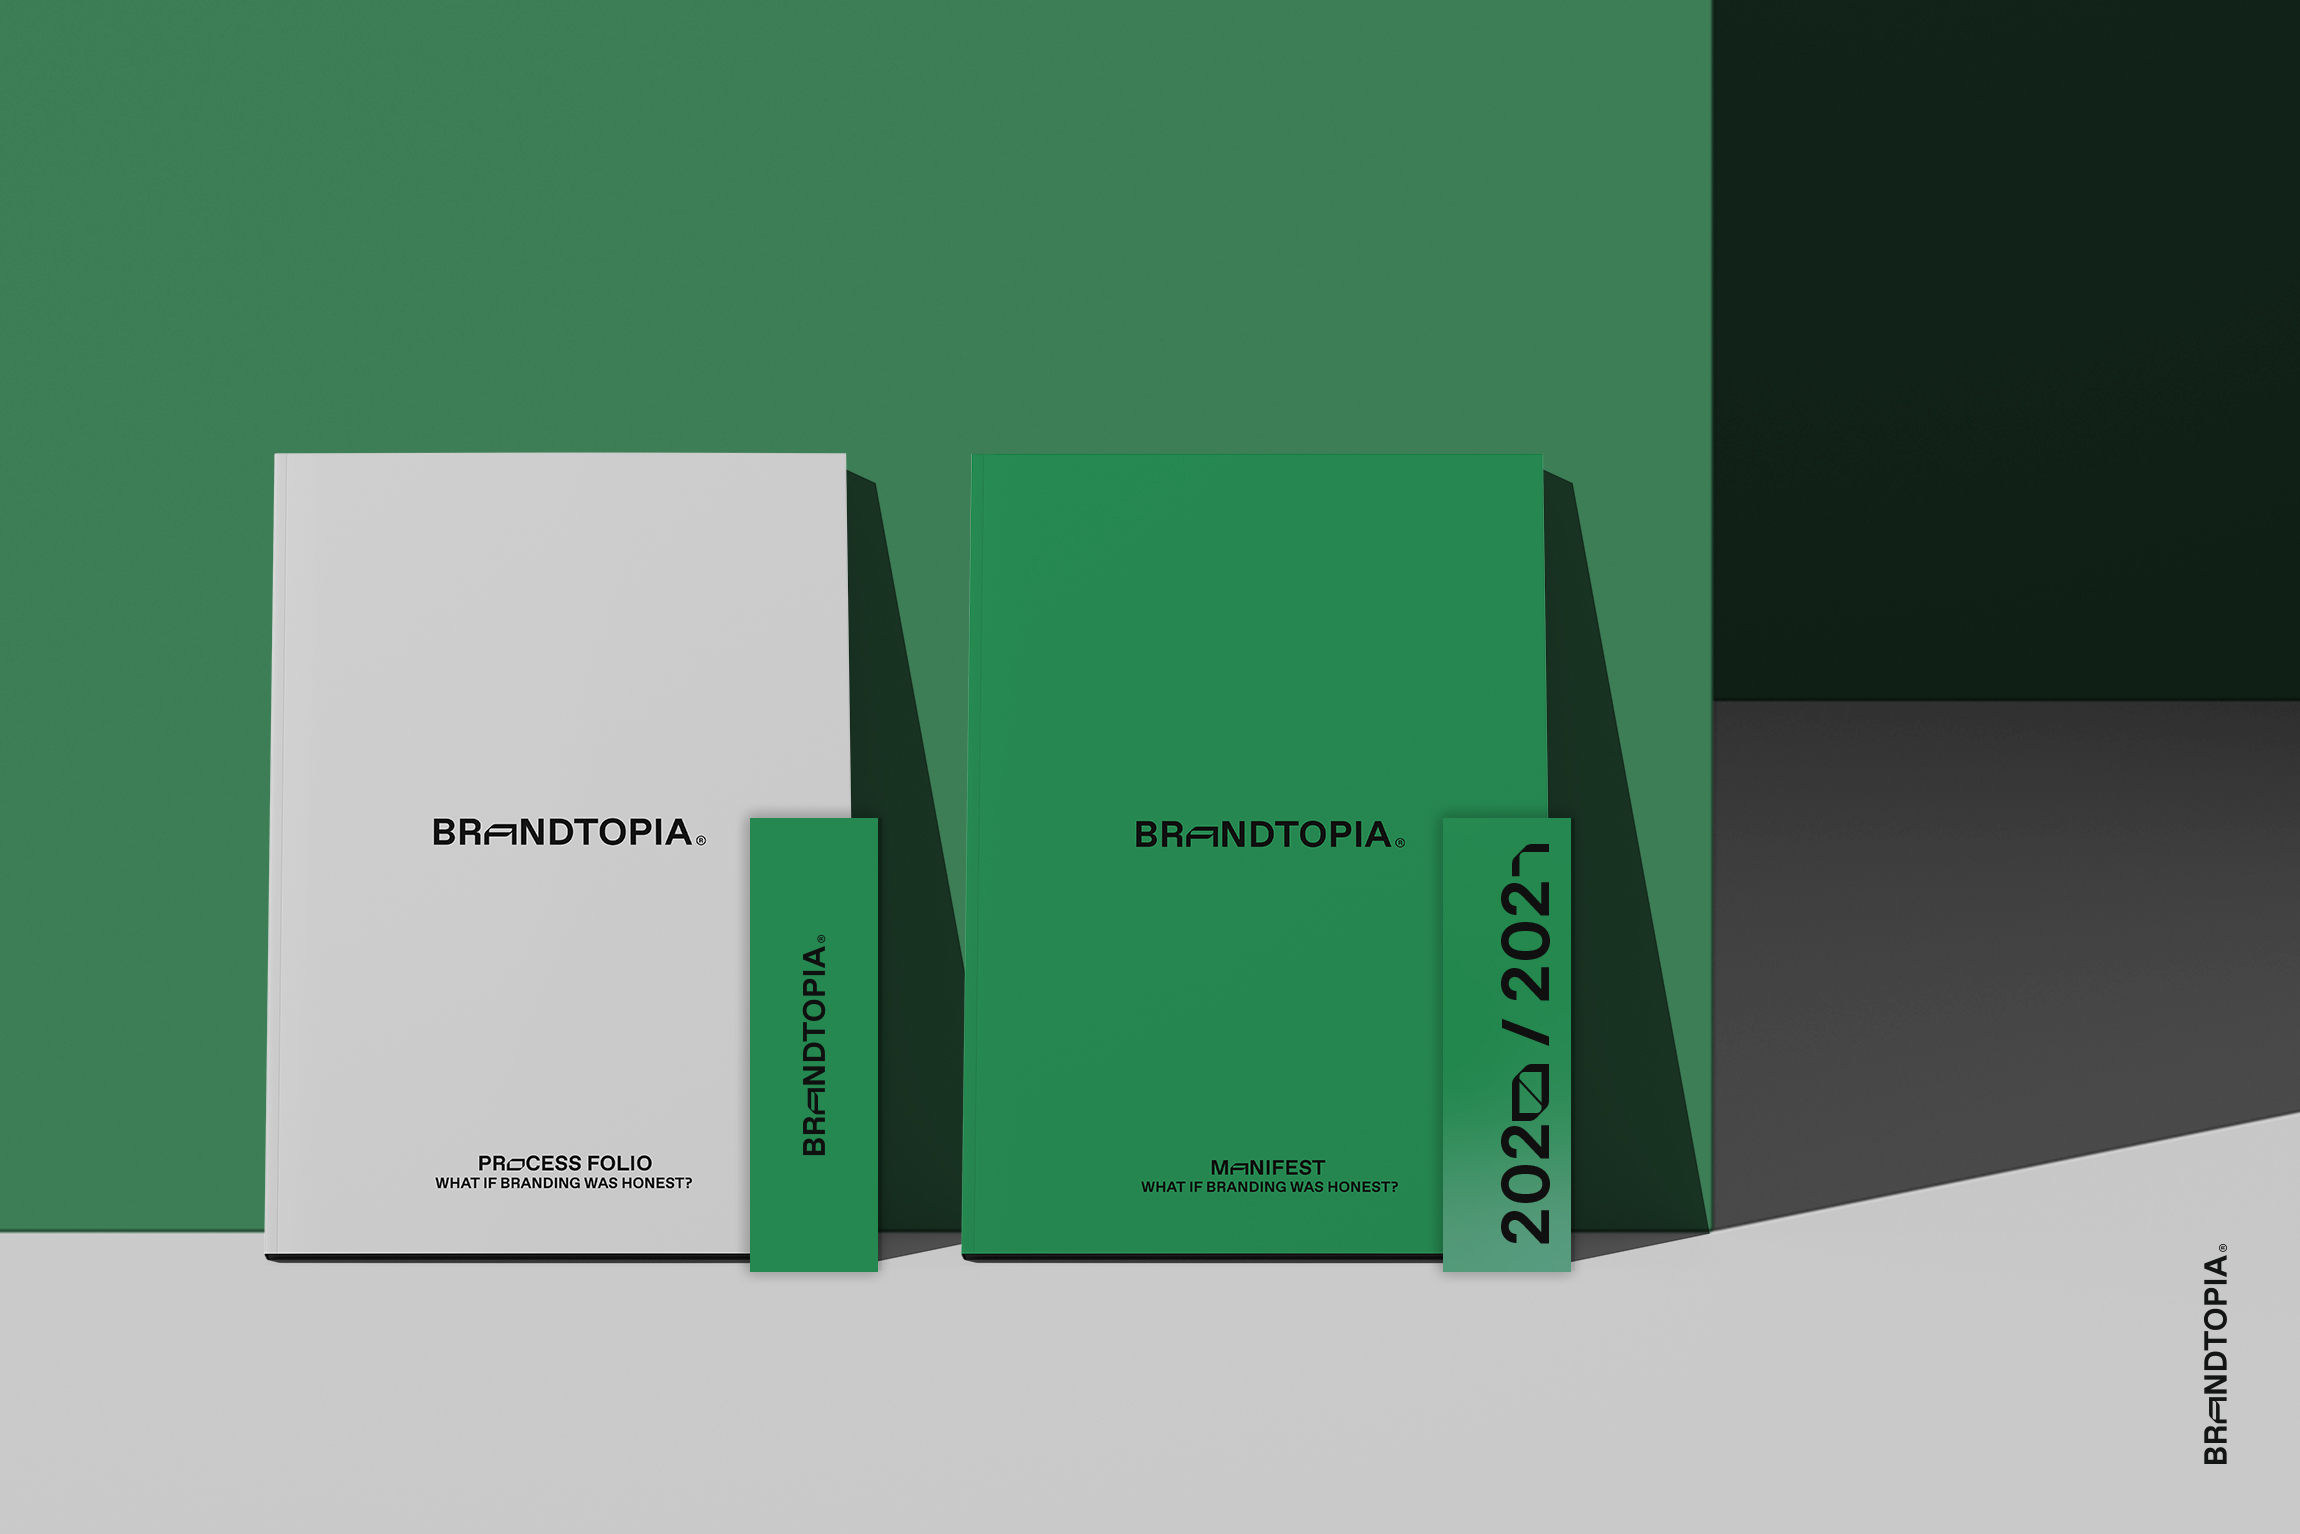 BRANDTOPIA®
PROCESS FOLIO
WHAT IF BRANDING WAS HONEST?
BRANDTOPIA®
BRANDTOPIA®
MANIFEST
WHAT IF BRANDING WAS HONEST?
2020 / 2021
BRANDTOPIA®